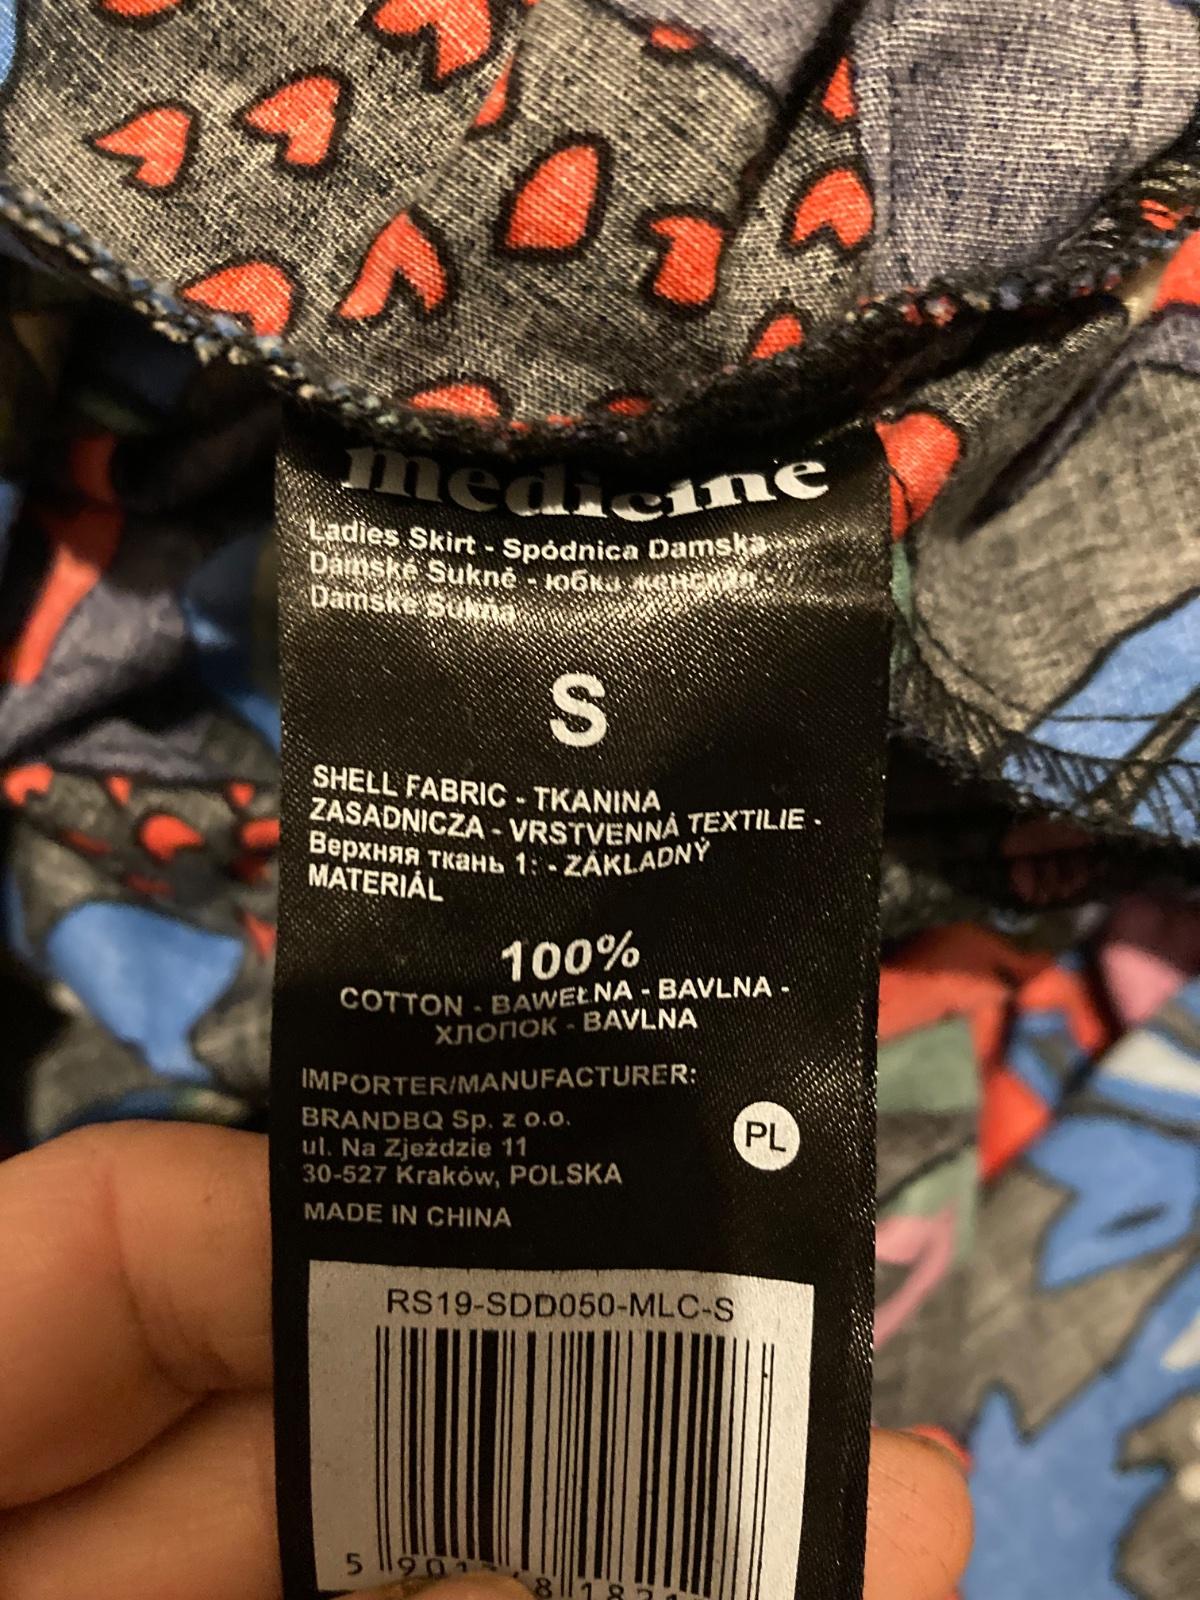 medicine
Ladies Skirt - Spódnica Damska
Damské Sukně - юбка женская -
Damske Sukna
S
SHELL FABRIC - TKANINA
ZASADNICZA - VRSTVENNÁ TEXTILIE -
Верхняя ткань 1: - ZÁKLADNÝ
MATERIÁL
100%
COTTON - BAWEŁNA - BAVLNA -
ХЛОПОК - BAVLNA
IMPORTER/MANUFACTURER:
BRANDBQ Sp. z o.o.
ul. Na Zjeździe 11
30-527 Kraków, POLSKA
PL
MADE IN CHINA
RS19-SDD050-MLC-S